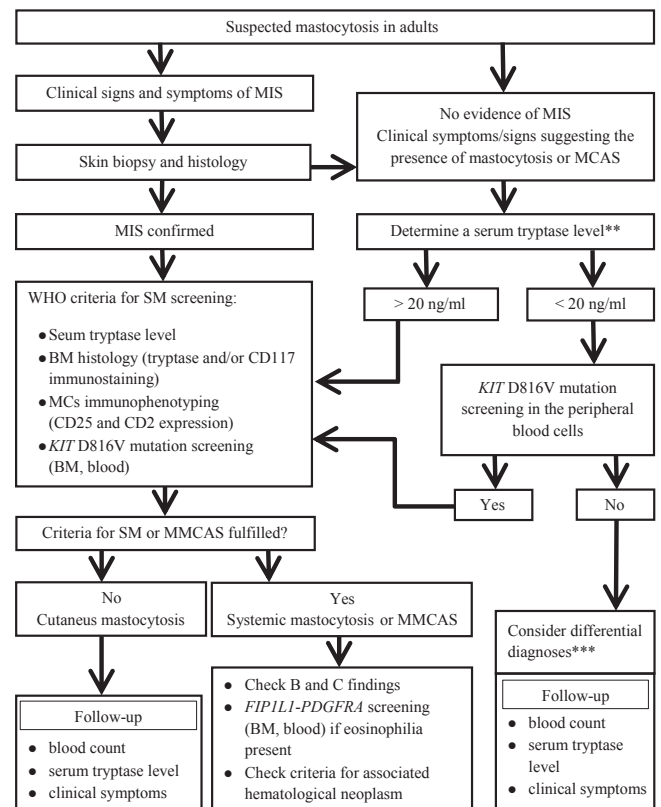 Suspected mastocytosis in adults
Clinical signs and symptoms of MIS
No evidence of MIS
Clinical symptoms/signs suggesting the
presence of mastocytosis or MCAS
Skin biopsy and histology
MIS confirmed
Determine a serum tryptase level**
> 20 ng/ml
< 20 ng/ml
WHO criteria for SM screening:
● Seum tryptase level
● BM histology (tryptase and/or CD117
immunostaining)
● MCs immunophenotyping
(CD25 and CD2 expression)
● KIT D816V mutation screening
(BM, blood)
KIT D816V mutation
screening in the peripheral
blood cells
Yes
No
Criteria for SM or MMCAS fulfilled?
No
Cutaneus mastocytosis
Yes
Systemic mastocytosis or MMCAS
Consider differential
diagnoses***
Follow-up
● blood count
● serum tryptase level
● clinical symptoms
● Check B and C findings
● FIP1L1-PDGFRA screening
(BM, blood) if eosinophilia
present
● Check criteria for associated
hematological neoplasm
Follow-up
● blood count
● serum tryptase
level
● clinical symptoms